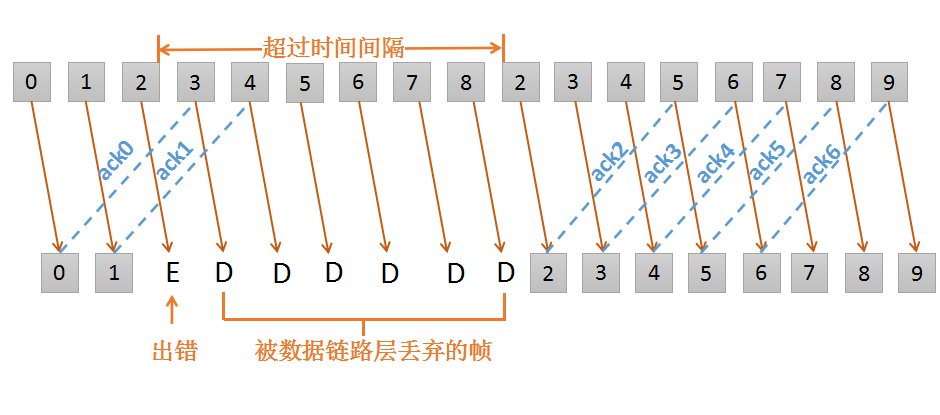 超过时间间隔
0 1 2 3 4 5 6 7 8 2 3 4 5 6 7 8 9
ack0 ack1 ack2 ack3 ack4 ack5 ack6
0 1 E D D D D D D 2 3 4 5 6 7 8 9
出错 被数据链路层丢弃的帧